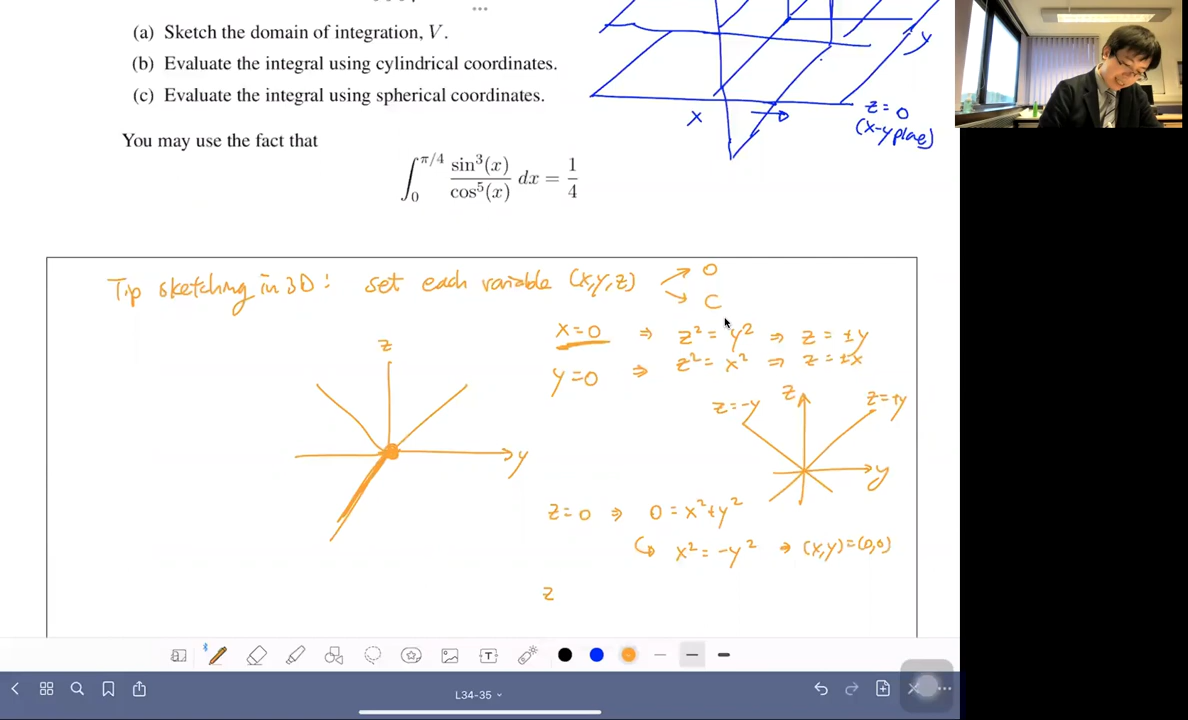 (a) Sketch the domain of integration, V.
(b) Evaluate the integral using cylindrical coordinates.
(c) Evaluate the integral using spherical coordinates.
You may use the fact that
∫₀^{π/4} sin³(x)/cos⁵(x) dx = 1/4
y
x
z = 0
(x-y plane)
Tip sketching in 3D: set each variable (x,y,z) → 0
→ C
x=0 ⇒ z² = y² ⇒ z = ±y
y=0 ⇒ z² = x² ⇒ z = ±x
z
y
z=-y
z
z=+y
y
z=0 ⇒ 0 = x²+y²
↳ x² = -y² ⇒ (x,y)=(0,0)
z
T
L34-35